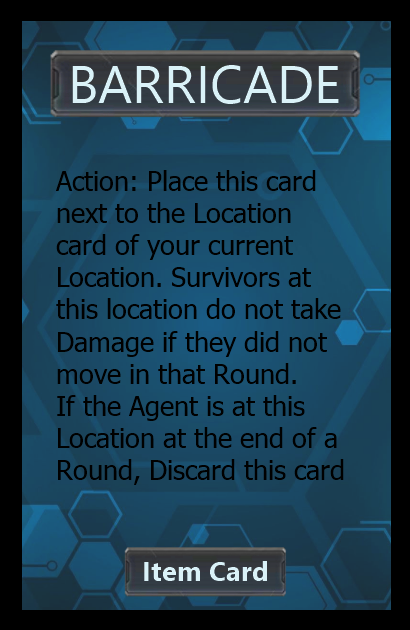 BARRICADE
Action: Place this card
next to the Location
card of your current
Location. Survivors at
this location do not take
Damage if they did not
move in that Round.
If the Agent is at this
Location at the end of a
Round, Discard this card
Item Card